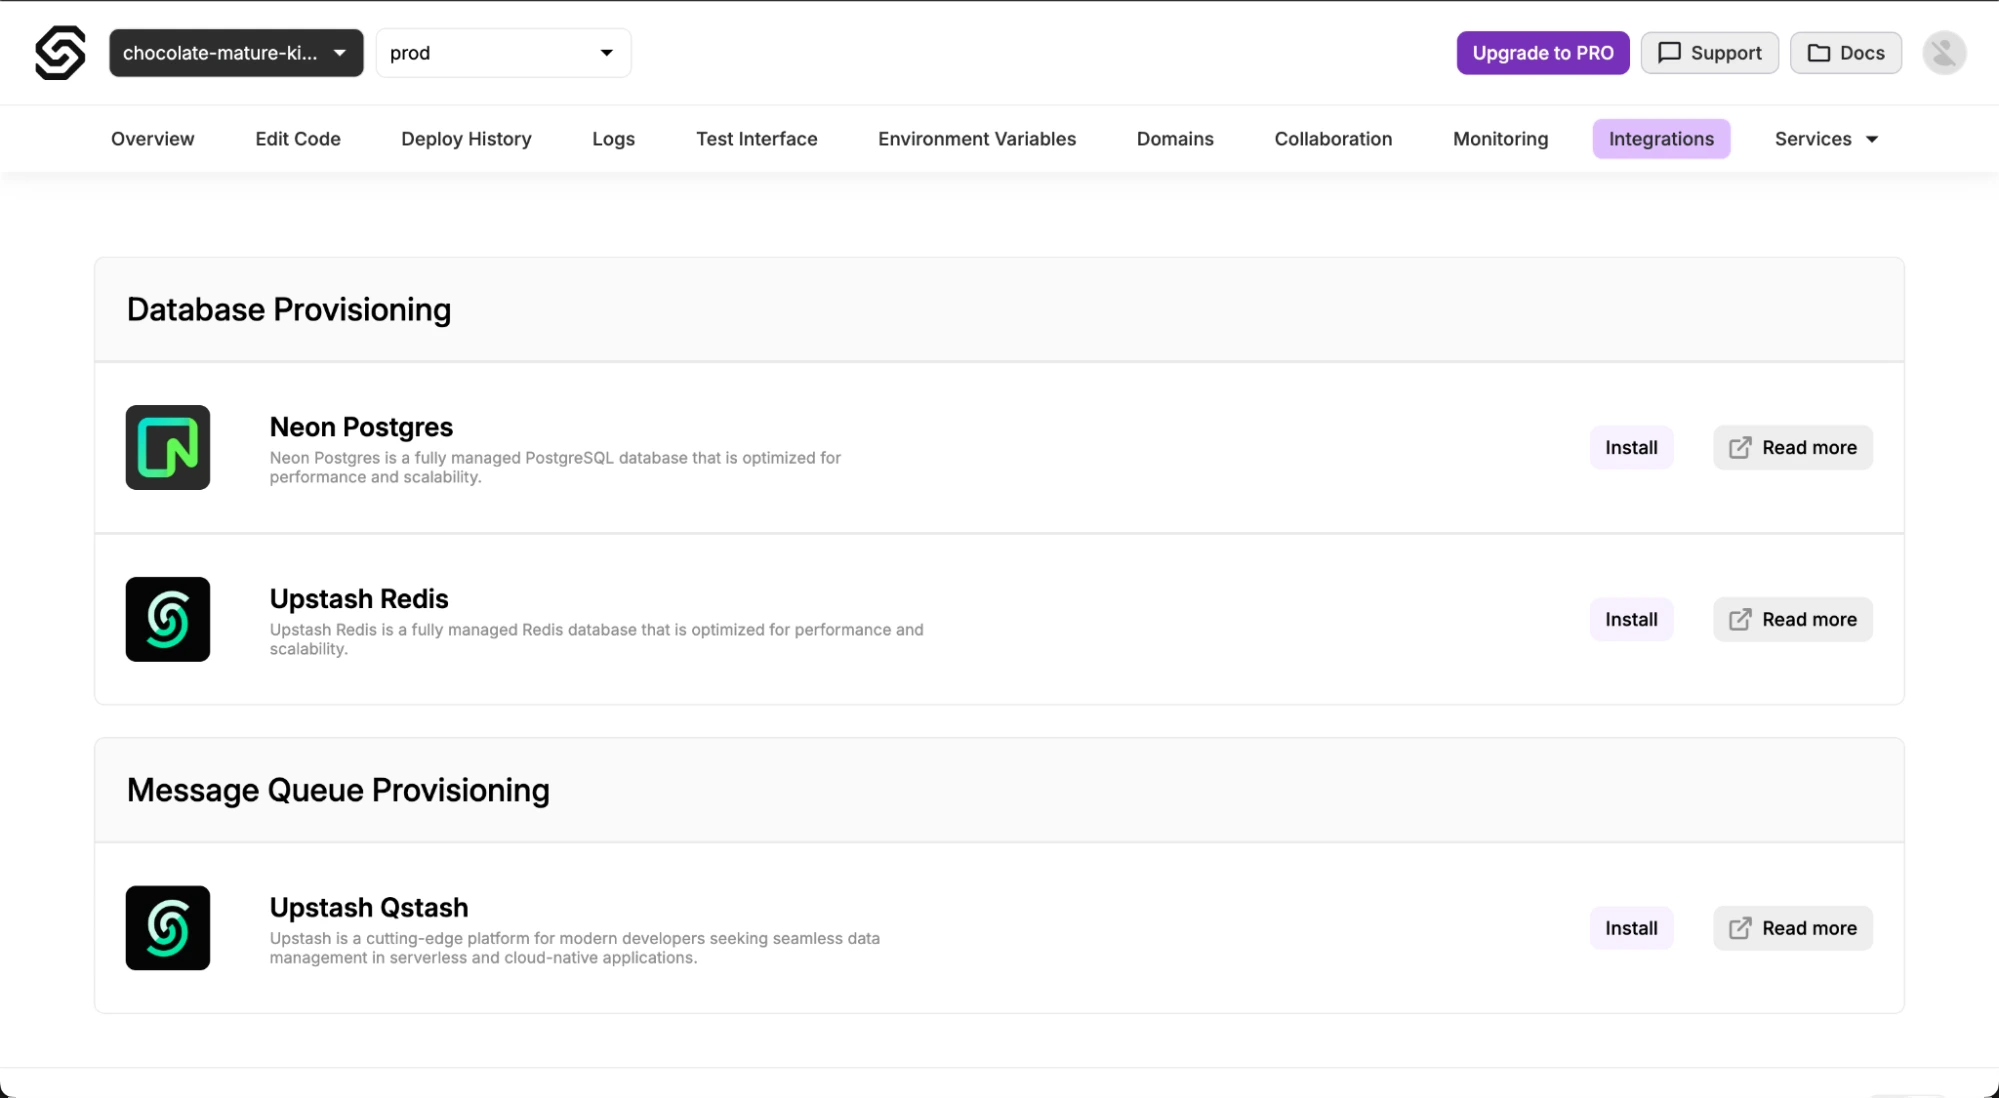 chocolate-mature-ki...
prod
Upgrade to PRO
Support
Docs
Overview
Edit Code
Deploy History
Logs
Test Interface
Environment Variables
Domains
Collaboration
Monitoring
Integrations
Services
Database Provisioning
Neon Postgres
Neon Postgres is a fully managed PostgreSQL database that is optimized for
performance and scalability.
Install
Read more
Upstash Redis
Upstash Redis is a fully managed Redis database that is optimized for performance and
scalability.
Install
Read more
Message Queue Provisioning
Upstash Qstash
Upstash is a cutting-edge platform for modern developers seeking seamless data
management in serverless and cloud-native applications.
Install
Read more